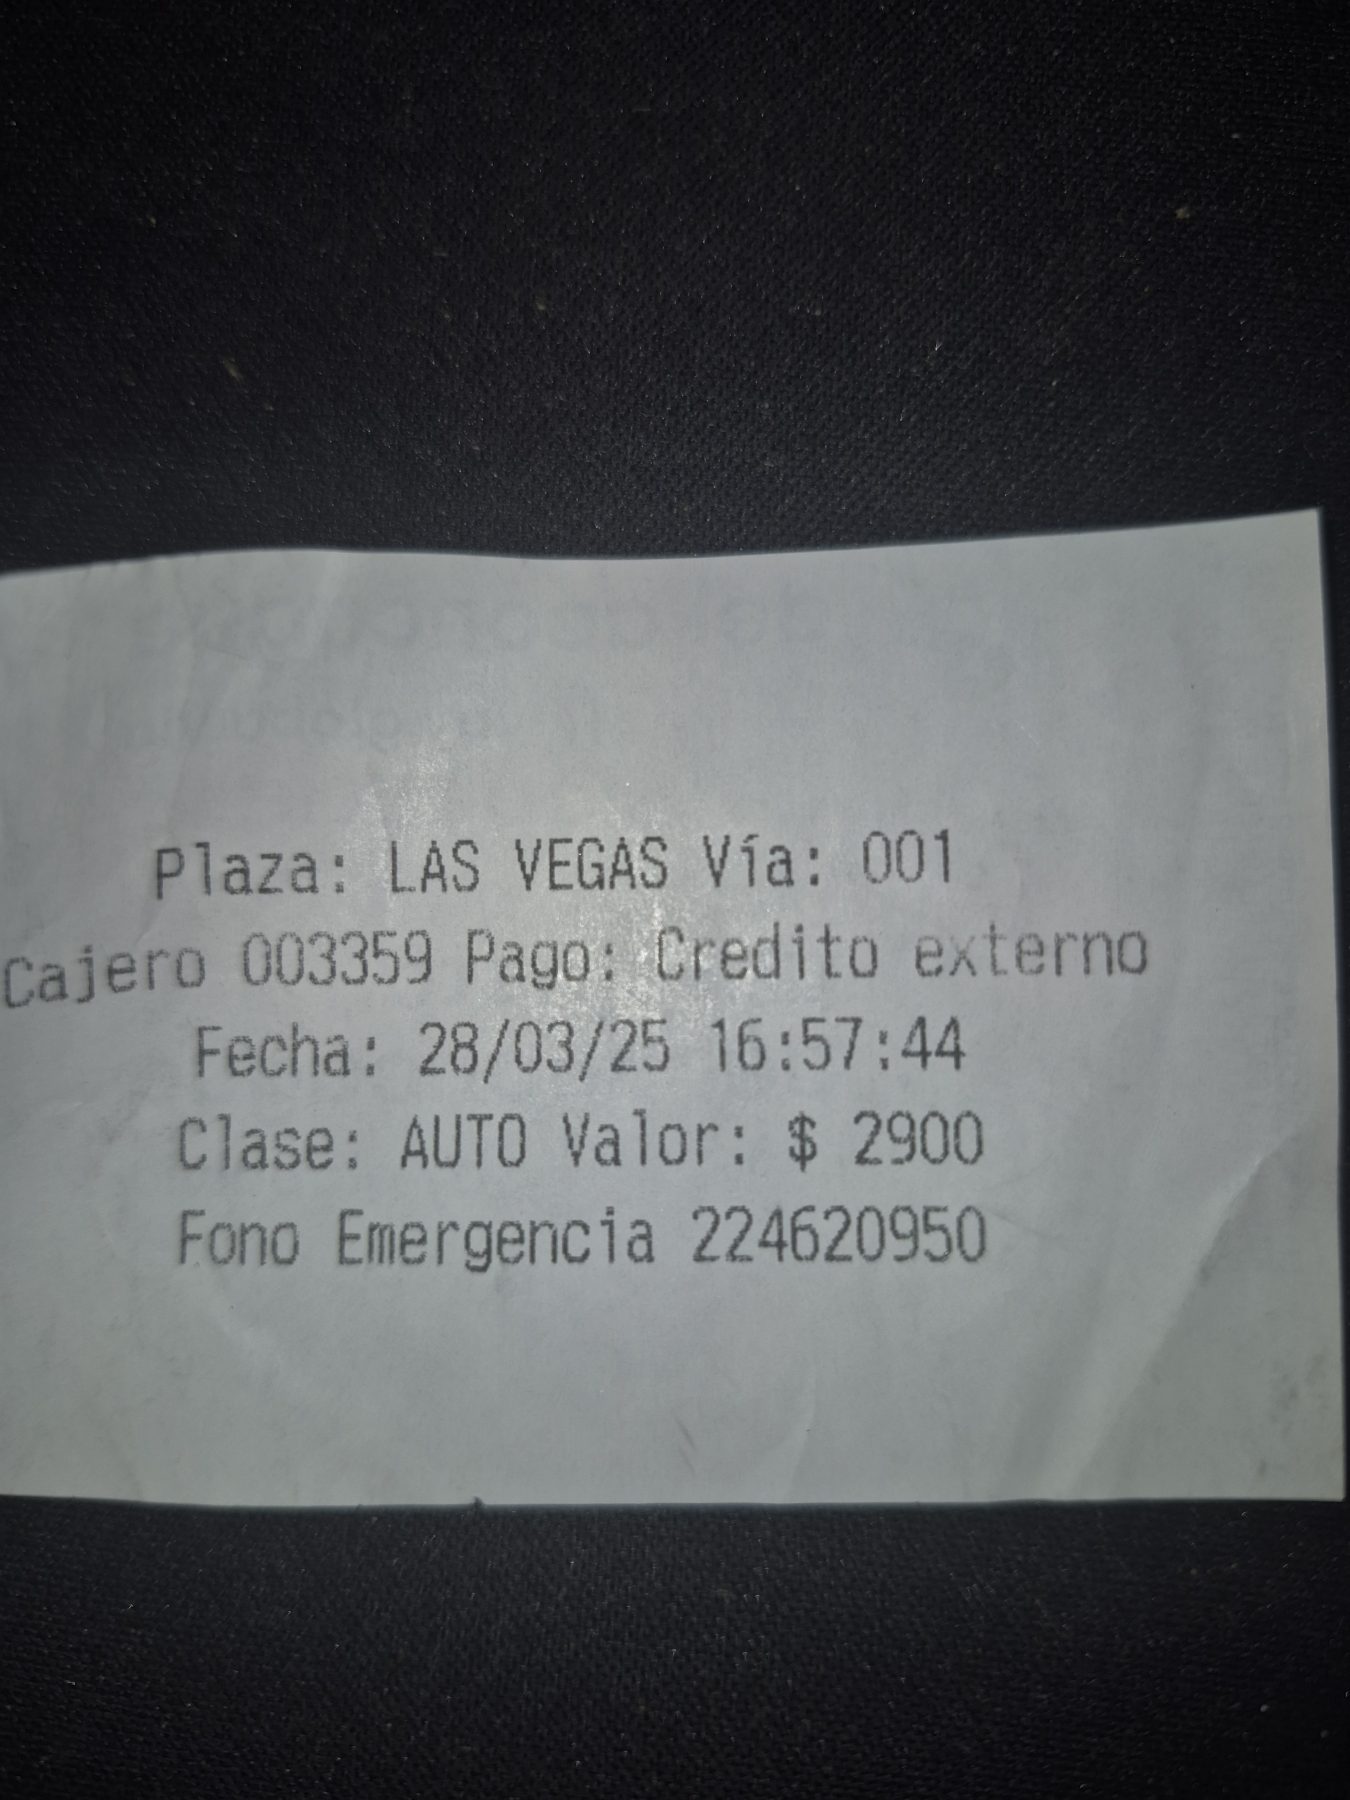 Plaza: LAS VEGAS Vía: 001
Cajero 003359 Pago: Credito externo
Fecha: 28/03/25 16:57:44
Clase: AUTO Valor: $ 2900
Fono Emergencia 224620950